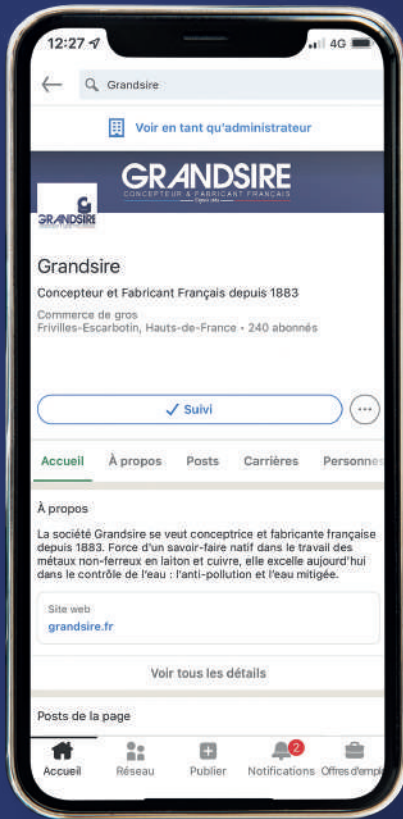 12:27
4G
Grandsire
Voir en tant qu'administrateur
GRANDSIRE
CONCEPTEUR & FABRICANT FRANÇAIS
GRANDSIRE
Grandsire
Concepteur et Fabricant Français depuis 1883
Commerce de gros
Frivilles-Escarbotin, Hauts-de-France • 240 abonnés
Suivi
Accueil À propos Posts Carrières Personnes
À propos
La société Grandsire se veut conceptrice et fabricante française
depuis 1883. Force d'un savoir-faire natif dans le travail des
métaux non-ferreux en laiton et cuivre, elle excelle aujourd'hui
dans le contrôle de l'eau : l'anti-pollution et l'eau mitigée.
Site web
grandsire.fr
Voir tous les détails
Posts de la page
2
Accueil Réseau Publier Notifications Offres d'empl